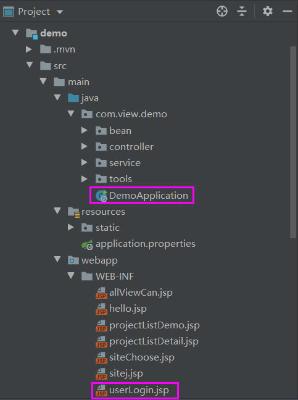 Project
demo
.mvn
src
main
java
com.view.demo
bean
controller
service
tools
DemoApplication
resources
static
application.properties
webapp
WEB-INF
allViewCan.jsp
hello.jsp
projectListDemo.jsp
projectListDetail.jsp
siteChoose.jsp
sitej.jsp
userLogin.jsp